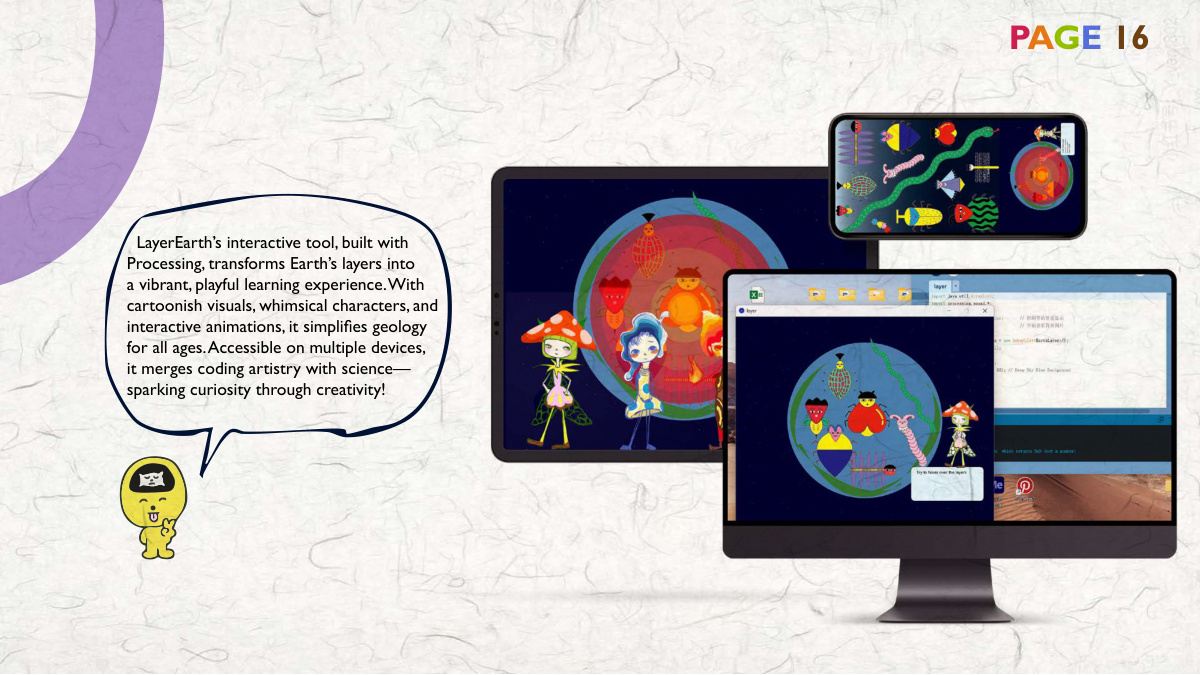 PAGE 16
LayerEarth's interactive tool, built with
Processing, transforms Earth's layers into
a vibrant, playful learning experience. With
cartoonish visuals, whimsical characters, and
interactive animations, it simplifies geology
for all ages. Accessible on multiple devices,
it merges coding artistry with science—
sparking curiosity through creativity!
layer
layer
Try to hover over the layers